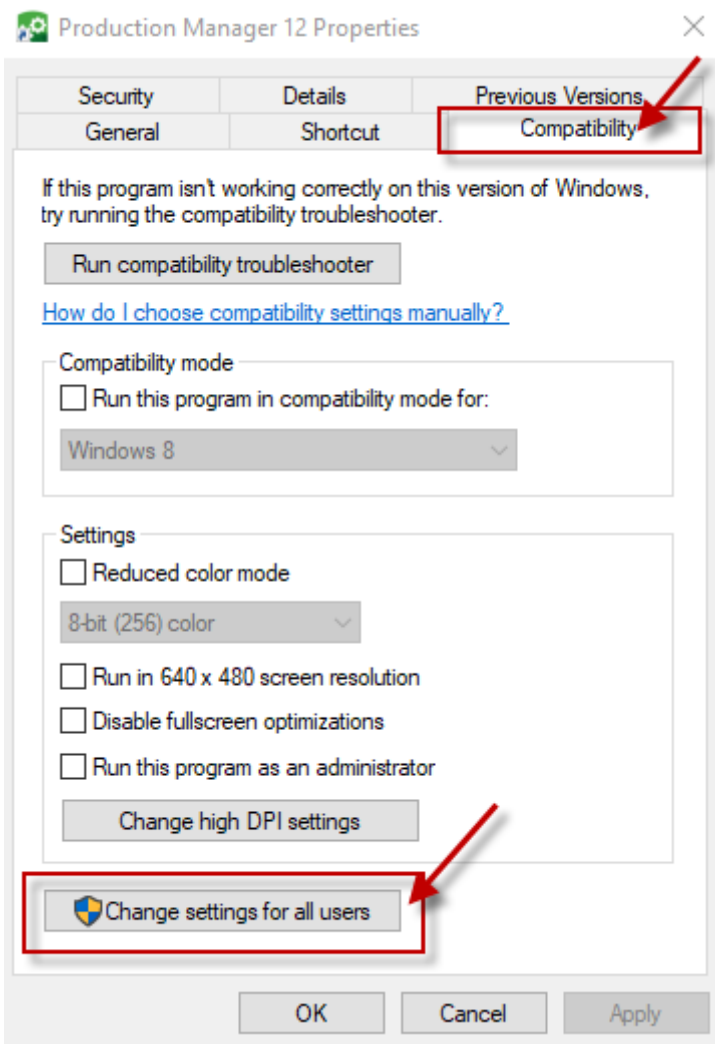 Production Manager 12 Properties
Security Details Previous Versions
General Shortcut Compatibility
If this program isn't working correctly on this version of Windows,
try running the compatibility troubleshooter.
Run compatibility troubleshooter
How do I choose compatibility settings manually?
Compatibility mode
Run this program in compatibility mode for:
Windows 8
Settings
Reduced color mode
8-bit (256) color
Run in 640 x 480 screen resolution
Disable fullscreen optimizations
Run this program as an administrator
Change high DPI settings
Change settings for all users
OK Cancel Apply